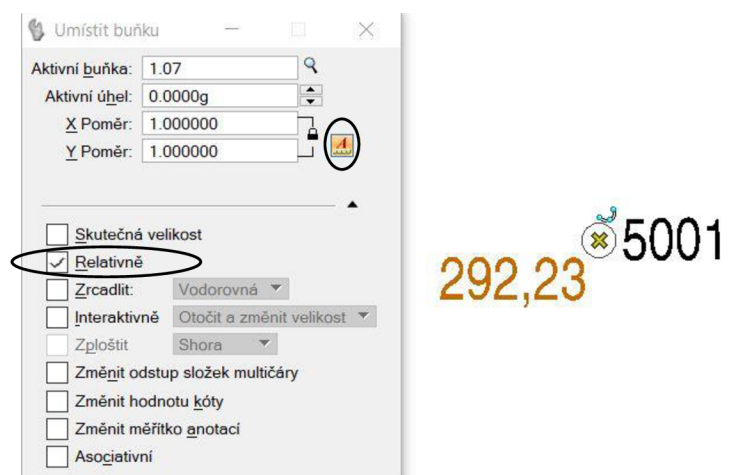 Umístit buňku
Aktivní buňka: 1.07
Aktivní úhel: 0.0000g
X Poměr: 1.000000
Y Poměr: 1.000000
A
Skutečná velikost
Relativně
Zrcadlit: Vodorovná
Interaktivně Otočit a změnit velikost
Zploštit Shora
Změnit odstup složek multičáry
Změnit hodnotu kóty
Změnit měřítko anotací
Asociativní
5001
292,23